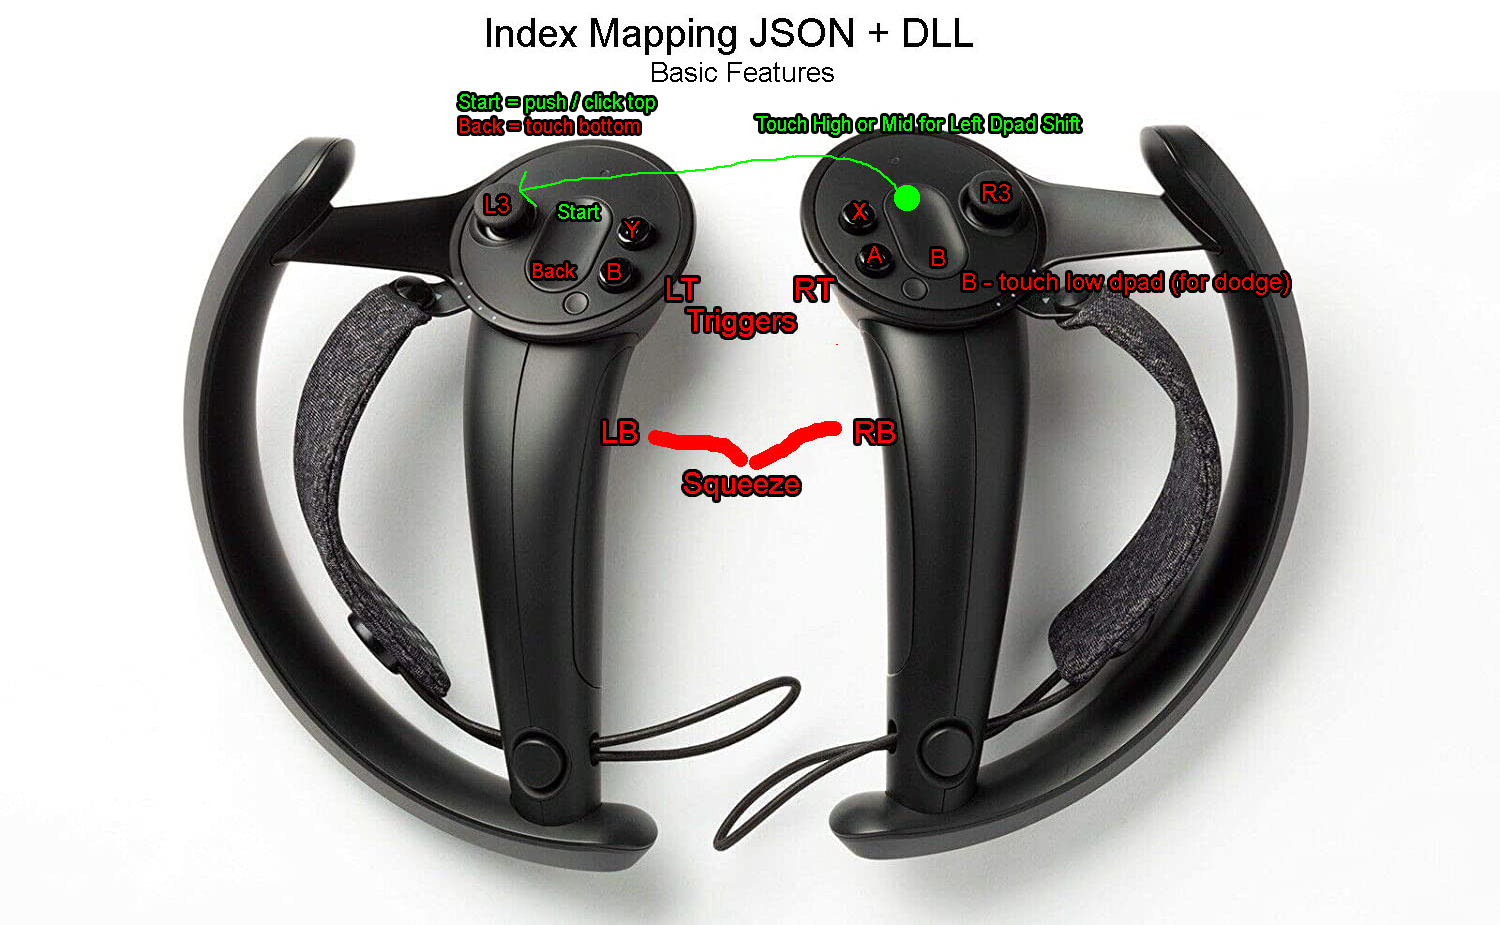 Index Mapping JSON + DLL
Basic Features
Start = push / click top
Back = touch bottom
Touch High or Mid for Left Dpad Shift
L3
Start
Y
Back
B
X
R3
A
B
B - touch low dpad (for dodge)
LT
RT
Triggers
LB
RB
Squeeze